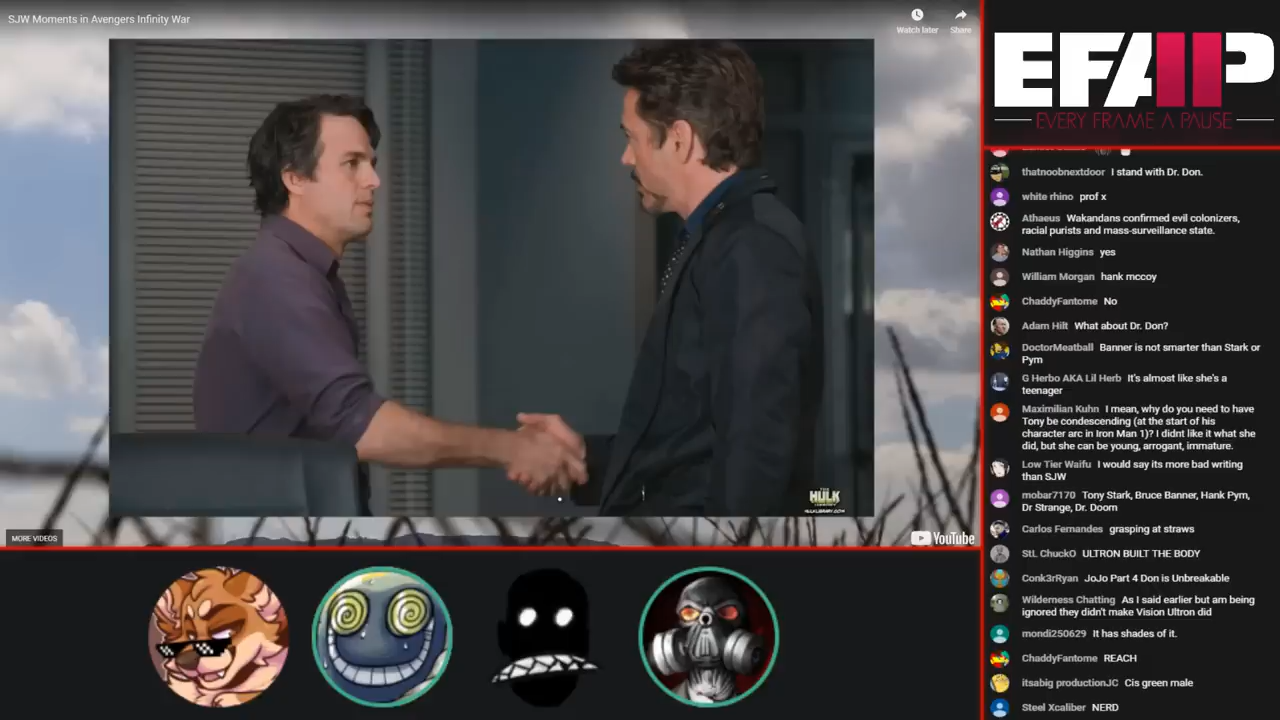 SJW Moments in Avengers Infinity War
Watch later
Share
THE
HULK
LIBRARY
HULKLIBRARY.COM
MORE VIDEOS
YouTube
EFAP
EVERY FRAME A PAUSE
thatnoobnextdoor I stand with Dr. Don.
white rhino prof x
Athaeus Wakandans confirmed evil colonizers,
racial purists and mass-surveillance state.
Nathan Higgins yes
William Morgan hank mccoy
ChaddyFantome No
Adam Hilt What about Dr. Don?
DoctorMeatball Banner is not smarter than Stark or
Pym
G Herbo AKA Lil Herb It's almost like she's a
teenager
Maximilian Kuhn I mean, why do you need to have
Tony be condescending (at the start of his
character arc in Iron Man 1)? I didnt like it what she
did, but she can be young, arrogant, immature.
Low Tier Waifu I would say its more bad writing
than SJW
mobar7170 Tony Stark, Bruce Banner, Hank Pym,
Dr Strange, Dr. Doom
Carlos Fernandes grasping at straws
StL ChuckO ULTRON BUILT THE BODY
Conk3rRyan JoJo Part 4 Don is Unbreakable
Wilderness Chatting As I said earlier but am being
ignored they didn't make Vision Ultron did
mondi250629 It has shades of it.
ChaddyFantome REACH
itsabig productionJC Cis green male
Steel Xcaliber NERD